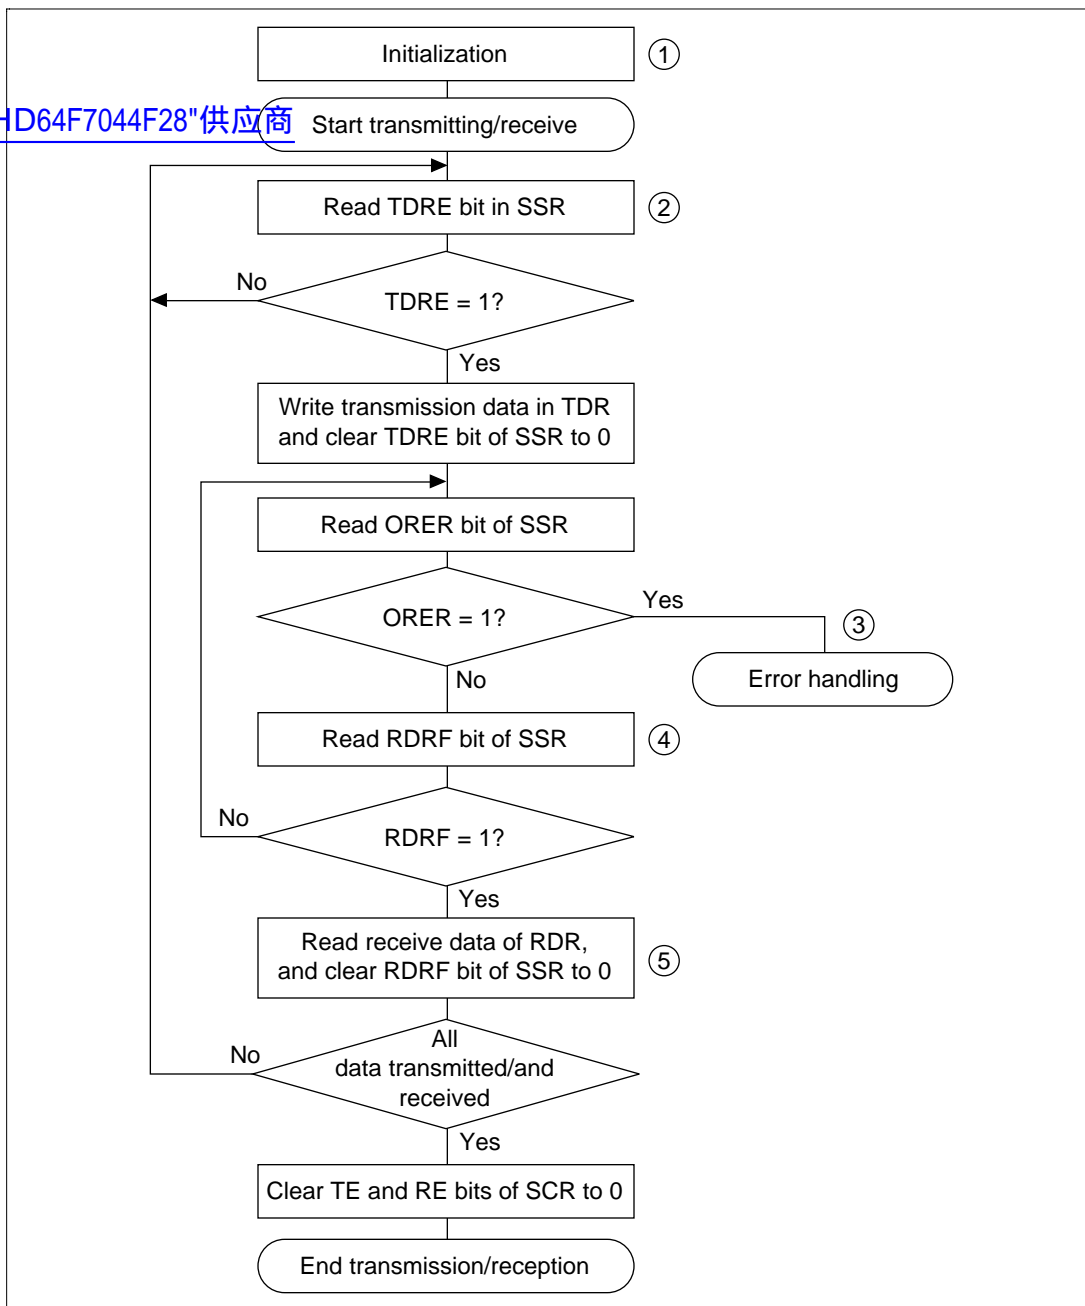 Initialization
①
HD64F7044F28"供应商
Start transmitting/receive
Read TDRE bit in SSR
②
No
TDRE = 1?
Yes
Write transmission data in TDR
and clear TDRE bit of SSR to 0
Read ORER bit of SSR
ORER = 1?
Yes
③
Error handling
No
Read RDRF bit of SSR
④
No
RDRF = 1?
Yes
Read receive data of RDR,
and clear RDRF bit of SSR to 0
⑤
All
No
data transmitted/and
received
Yes
Clear TE and RE bits of SCR to 0
End transmission/reception